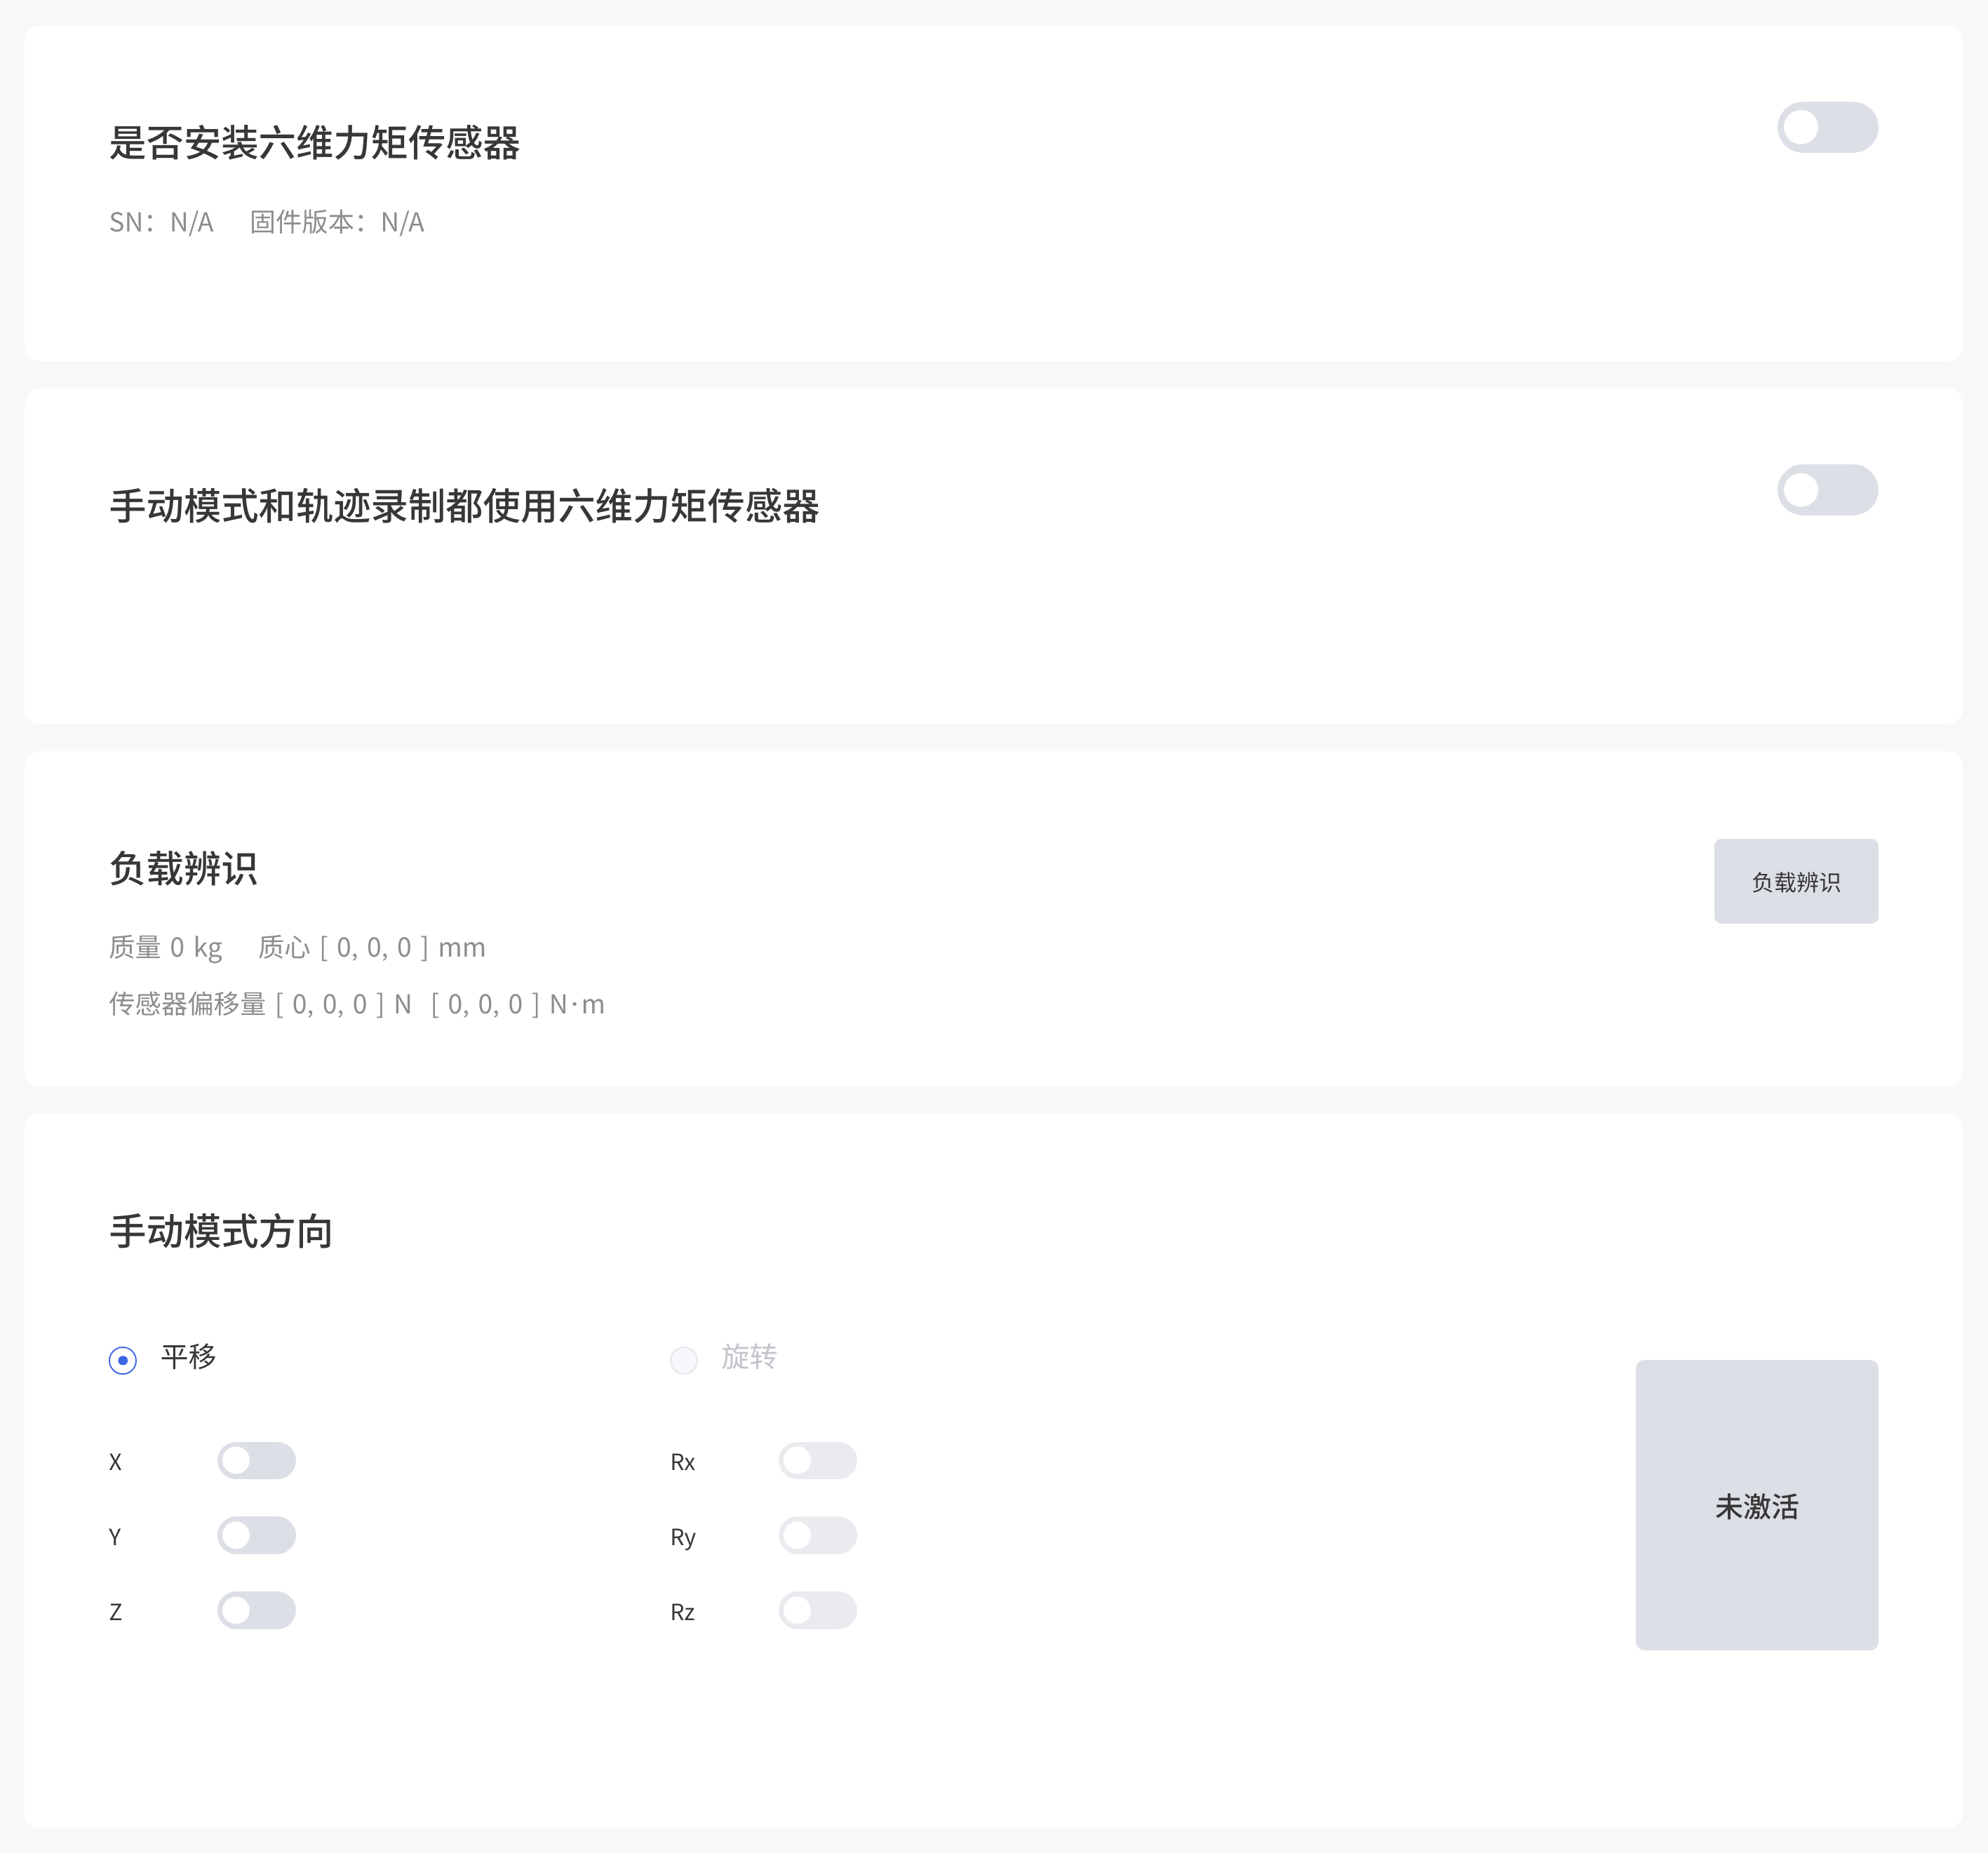 是否安装六维力矩传感器
SN：N/A 固件版本：N/A
手动模式和轨迹录制都使用六维力矩传感器
负载辨识
负载辨识
质量 0 kg 质心 [ 0, 0, 0 ] mm
传感器偏移量 [ 0, 0, 0 ] N [ 0, 0, 0 ] N·m
手动模式方向
平移 旋转
X Rx
未激活
Y Ry
Z Rz